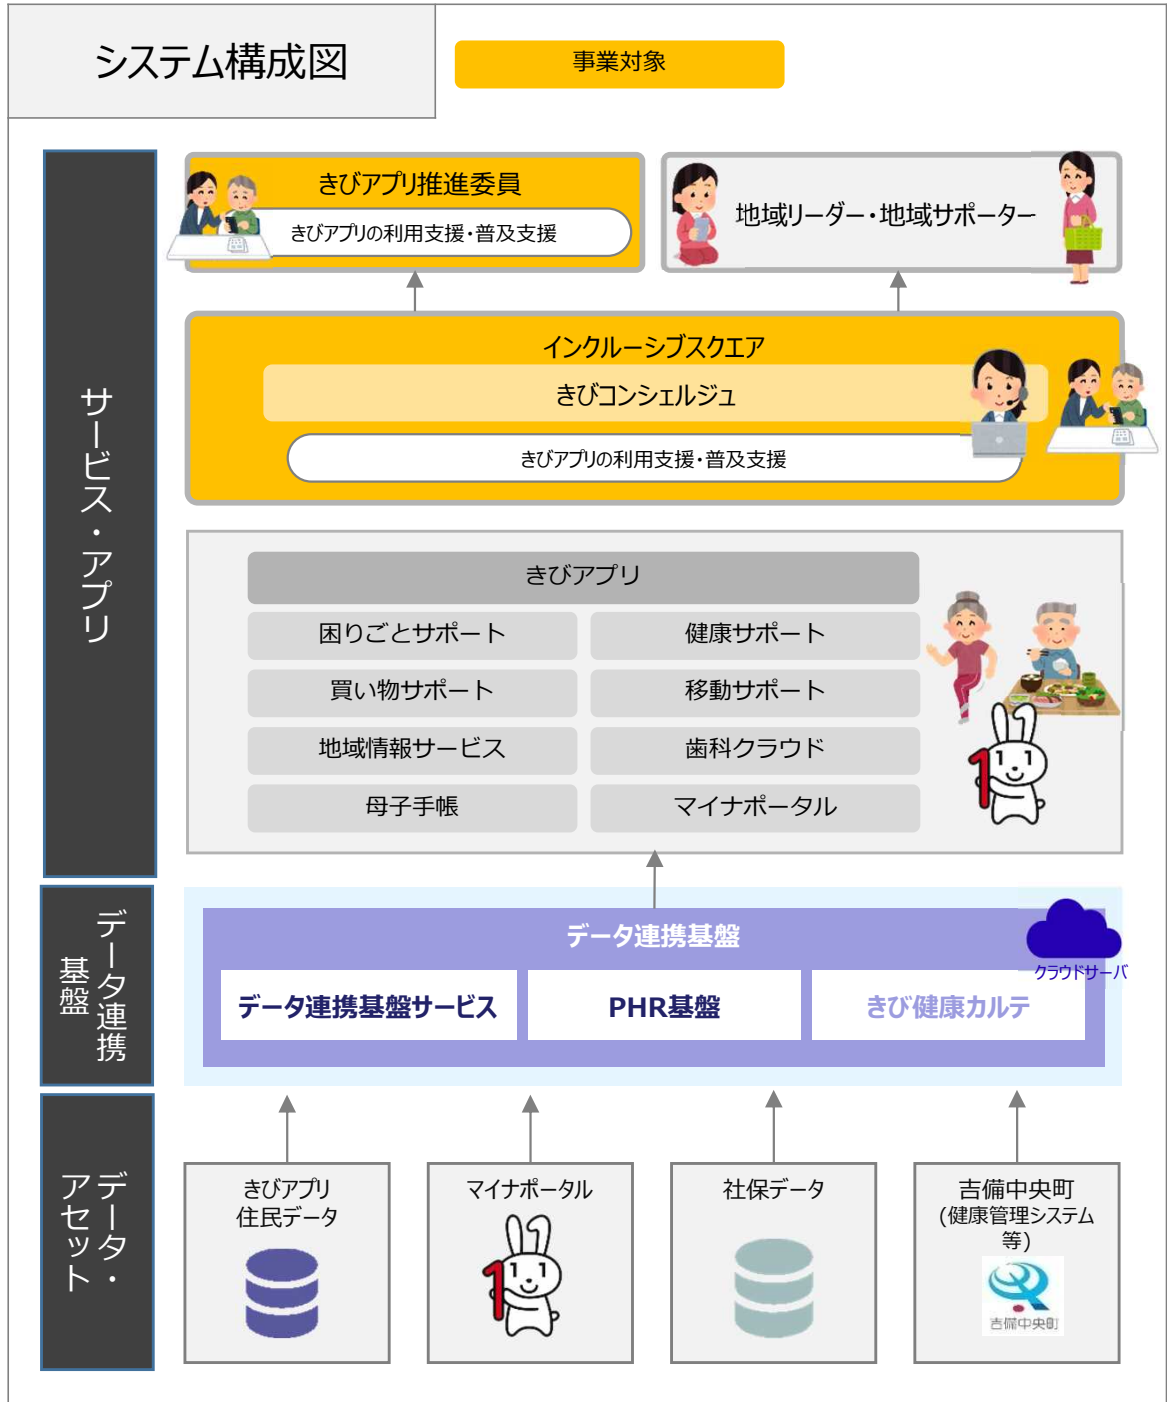 システム構成図
事業対象
サービス・アプリ
きびアプリ推進委員
きびアプリの利用支援・普及支援
地域リーダー・地域サポーター
インクルーシブスクエア
きびコンシェルジュ
きびアプリの利用支援・普及支援
きびアプリ
困りごとサポート
健康サポート
買い物サポート
移動サポート
地域情報サービス
歯科クラウド
母子手帳
マイナポータル
データ連携
基盤
データ連携基盤
クラウドサーバ
データ連携基盤サービス
PHR基盤
きび健康カルテ
データ・
アセット
きびアプリ
住民データ
マイナポータル
社保データ
吉備中央町
(健康管理システム
等)
吉備中央町